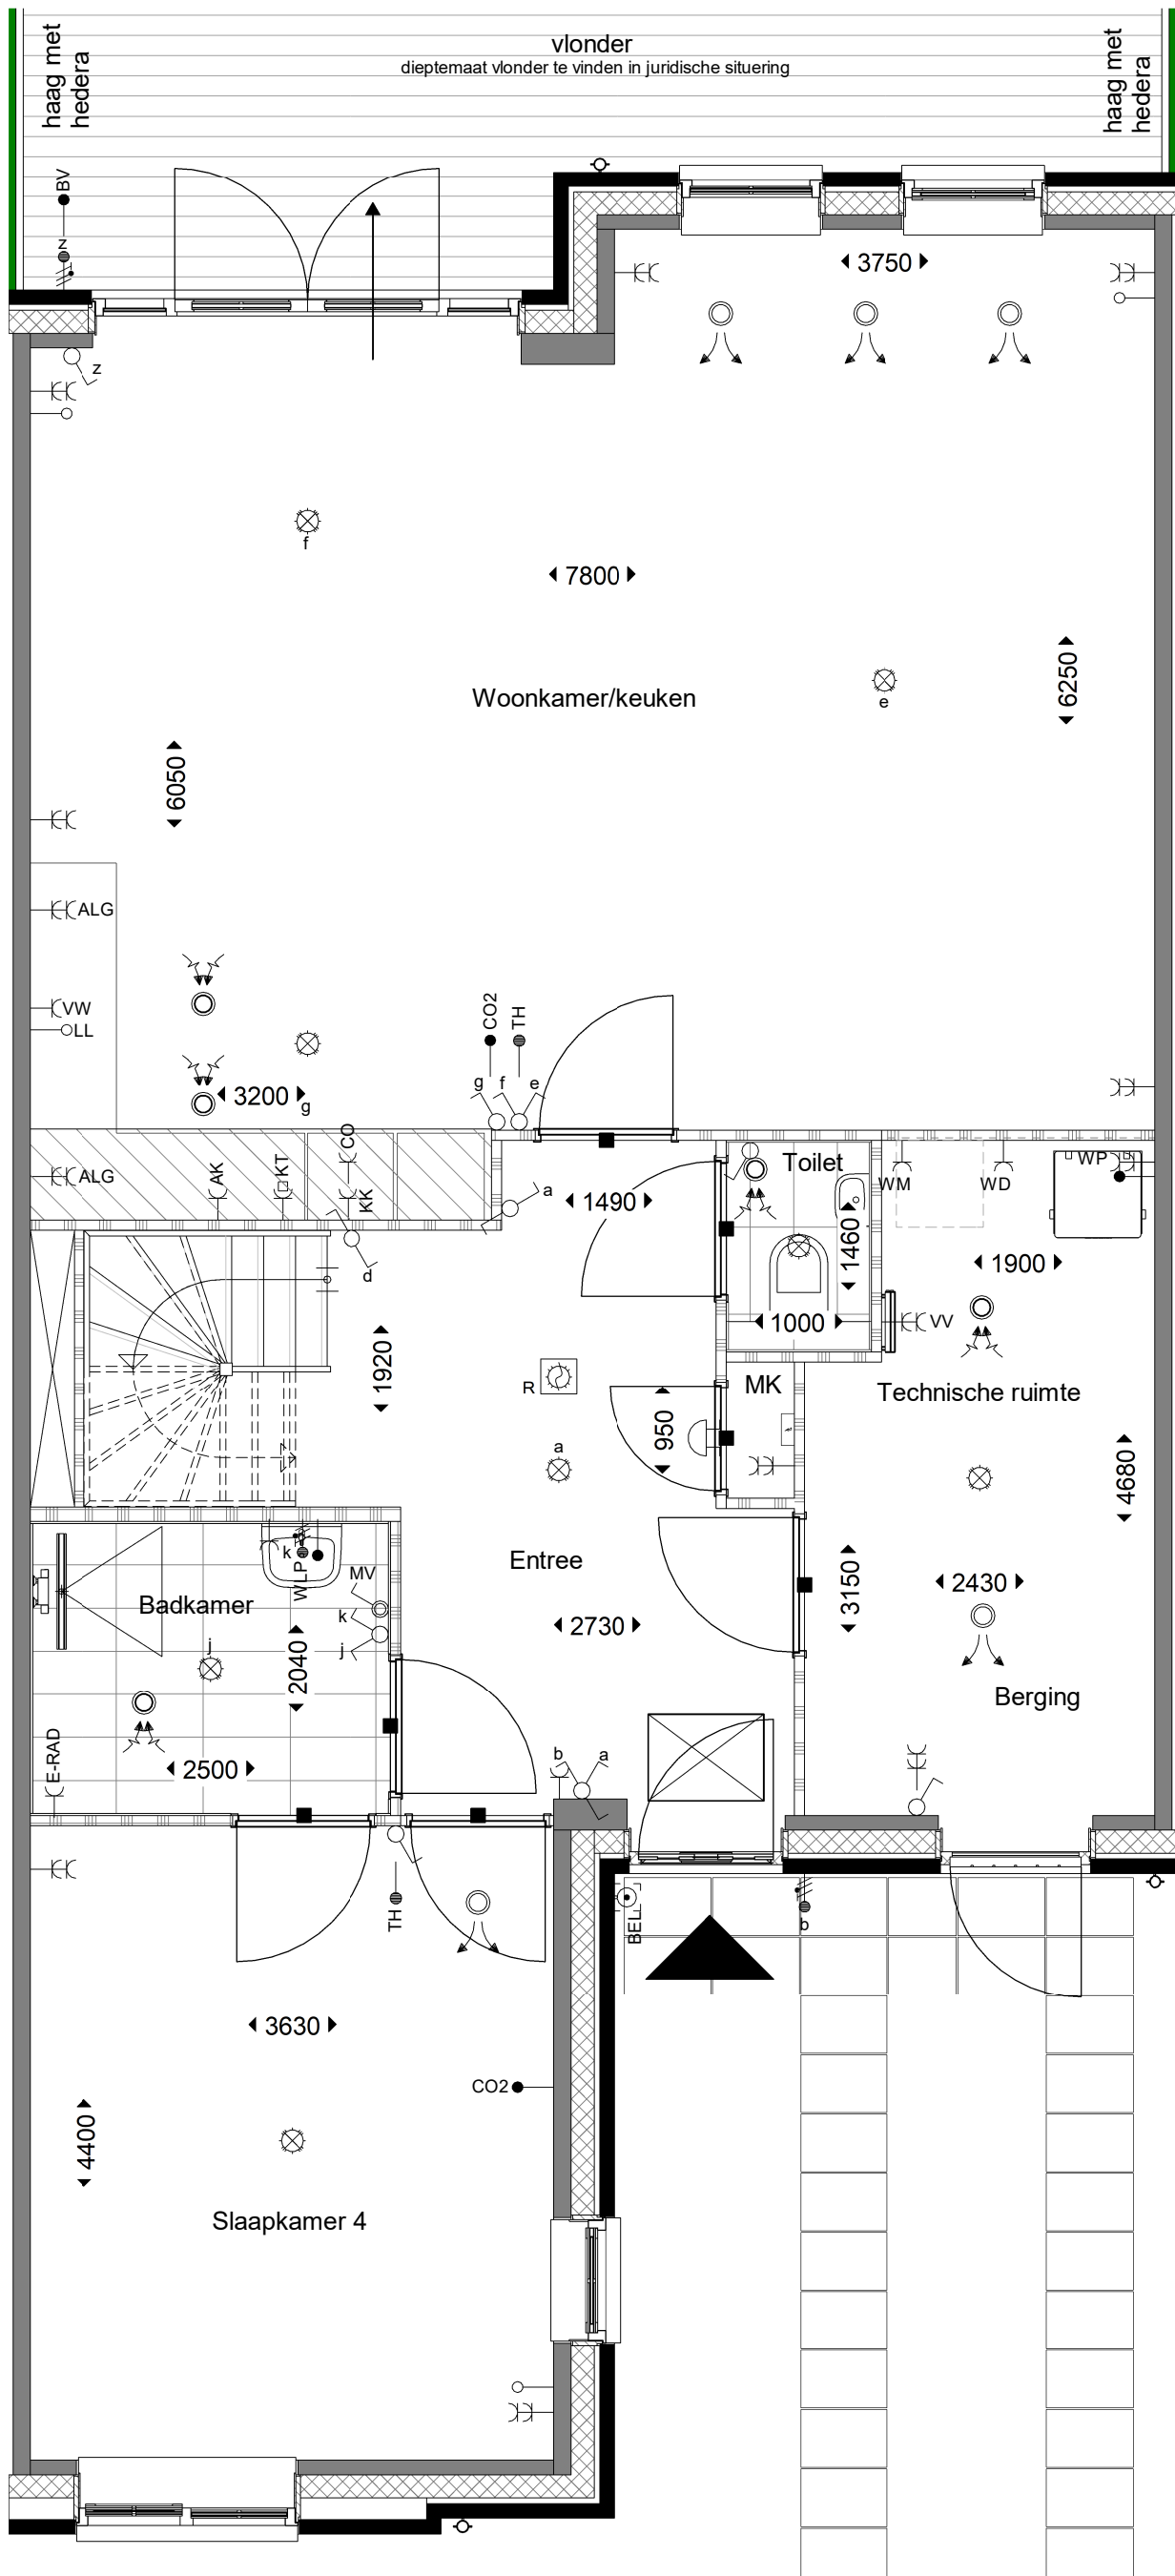 haag met
hedera
vlonder
dieptemaat vlonder te vinden in juridische situering
haag met
hedera
BV
z
3750
z
f
7800
6250
e
Woonkamer/keuken
6050
ALG
VW
LL
CO2
TH
g
f
e
3200
g
CO
ALG
AK
KT
KK
a
d
1490
Toilet
1460
WM
WD
WP
1900
1000
VV
1920
R
MK
Technische ruimte
950
a
4680
Entree
k
WLP
MV
k
j
Badkamer
j
2040
2730
3150
2430
Berging
E-RAD
2500
b
a
TH
BEL
b
3630
CO2
4400
Slaapkamer 4